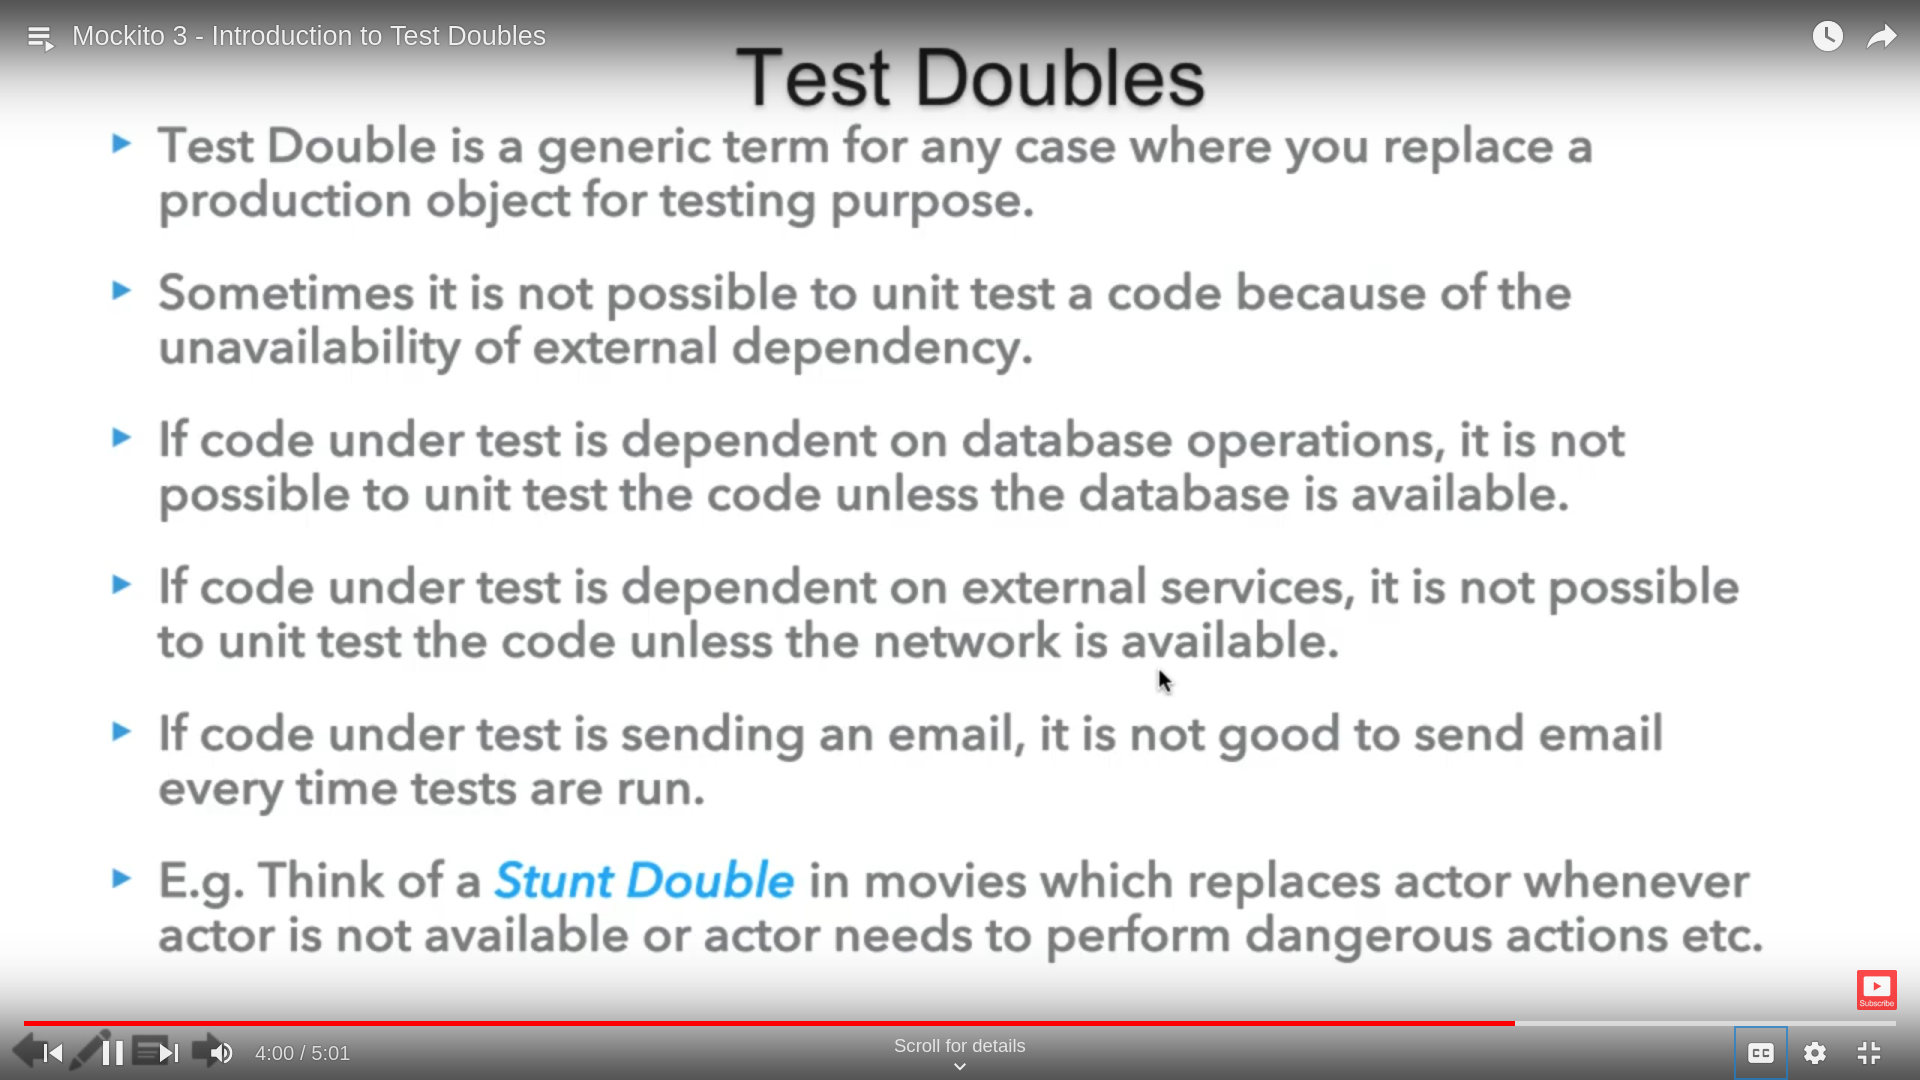 Mockito 3 - Introduction to Test Doubles
Test Doubles
Test Double is a generic term for any case where you replace a
production object for testing purpose.
Sometimes it is not possible to unit test a code because of the
unavailability of external dependency.
If code under test is dependent on database operations, it is not
possible to unit test the code unless the database is available.
If code under test is dependent on external services, it is not possible
to unit test the code unless the network is available.
If code under test is sending an email, it is not good to send email
every time tests are run.
E.g. Think of a Stunt Double in movies which replaces actor whenever
actor is not available or actor needs to perform dangerous actions etc.
Subscribe
4:00 / 5:01
Scroll for details
CC